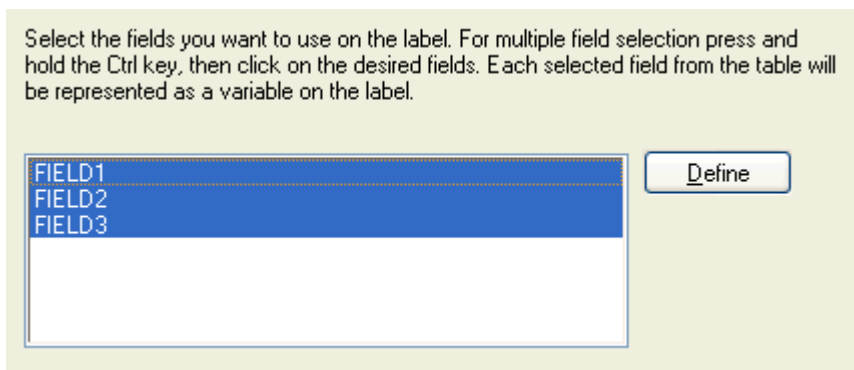 Select the fields you want to use on the label. For multiple field selection press and
hold the Ctrl key, then click on the desired fields. Each selected field from the table will
be represented as a variable on the label.
FIELD1
Define
FIELD2
FIELD3